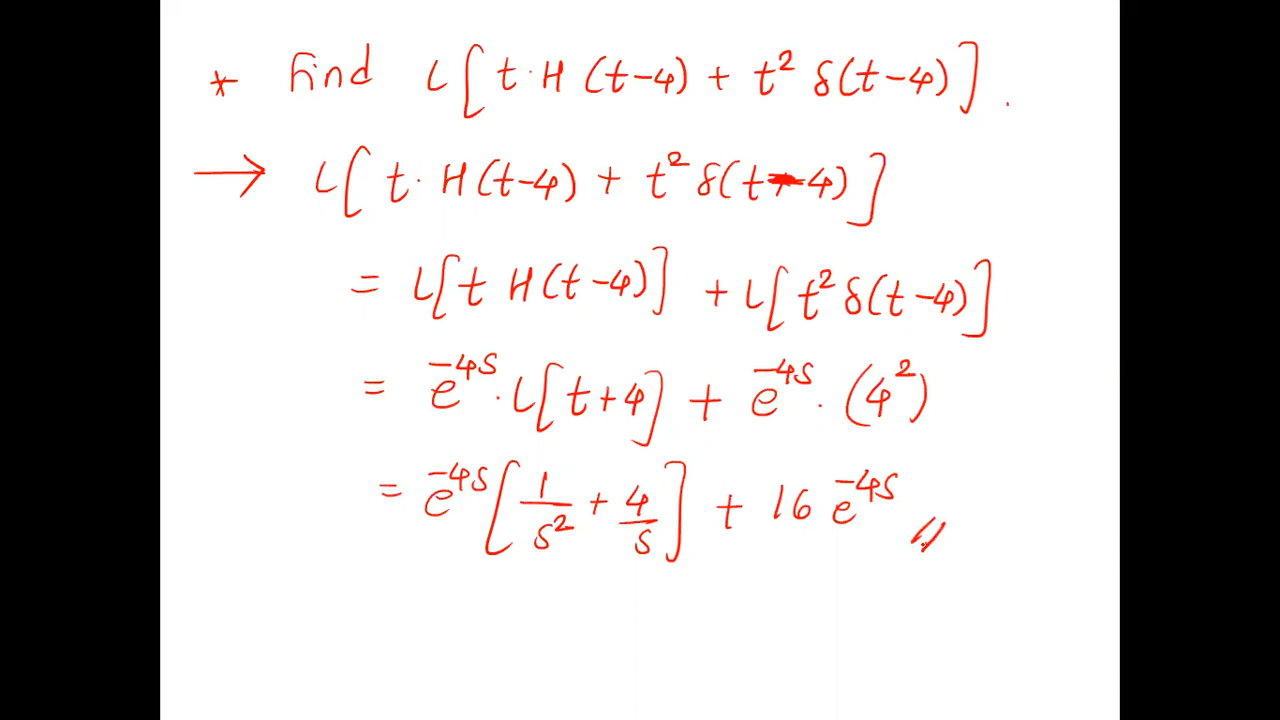 * Find L[t·H(t-4) + t² δ(t-4)].
→ L[t·H(t-4) + t² δ(t-4)]
= L[t H(t-4)] + L[t² δ(t-4)]
= e⁻⁴ˢ · L[t+4] + e⁻⁴ˢ · (4²)
= e⁻⁴ˢ [1/s² + 4/s] + 16 e⁻⁴ˢ //